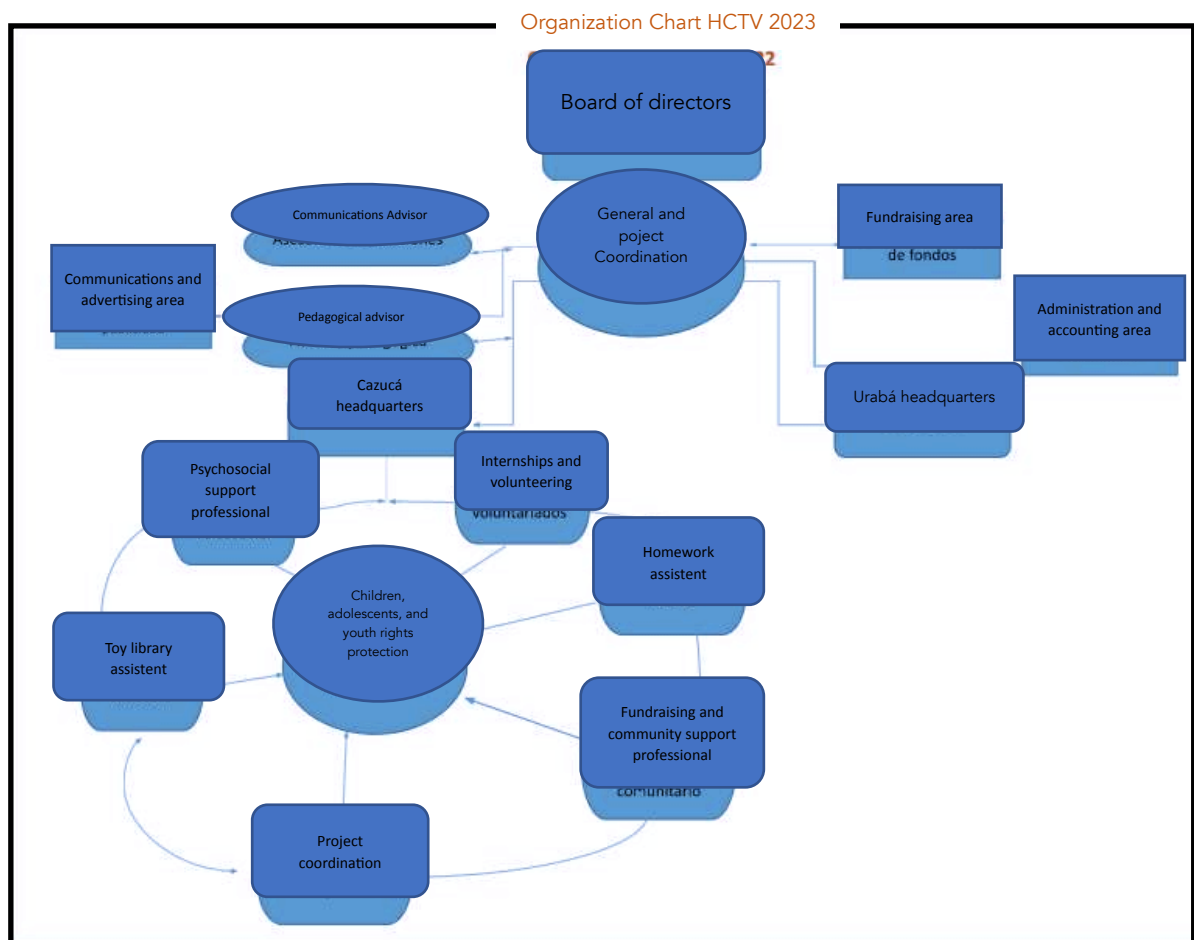 Organization Chart HCTV 2023
Board of directors
Communications Advisor
General and
poject
Coordination
Fundraising area
de fondos
Communications and
advertising area
Administration and
accounting area
Pedagogical advisor
Cazucá
headquarters
Urabá headquarters
Psychosocial
support
professional
Internships and
volunteering
voluntariados
Homework
assistent
Children,
adolescents, and
youth rights
protection
Toy library
assistent
Fundraising and
community support
professional
comunitario
Project
coordination